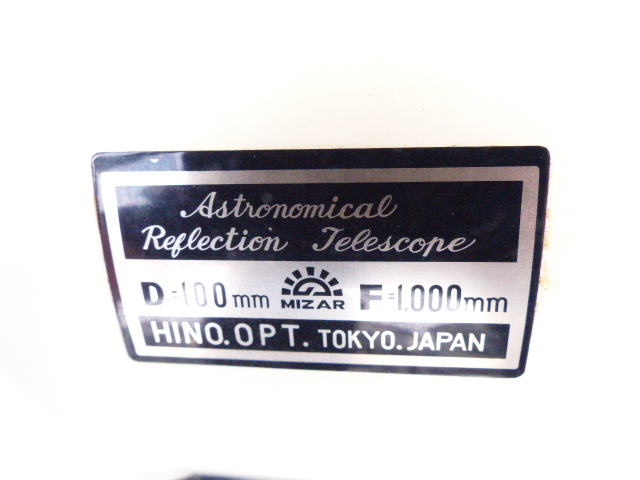 Astronomical
Reflection Telescope
D=100mm MIZAR F=1,000mm
HINO.OPT. TOKYO.JAPAN